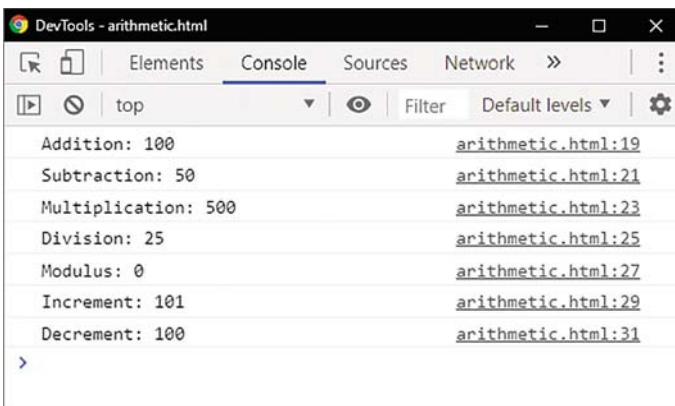 DevTools - arithmetic.html
Elements Console Sources Network »
top Filter Default levels ▼
Addition: 100 arithmetic.html:19
Subtraction: 50 arithmetic.html:21
Multiplication: 500 arithmetic.html:23
Division: 25 arithmetic.html:25
Modulus: 0 arithmetic.html:27
Increment: 101 arithmetic.html:29
Decrement: 100 arithmetic.html:31
>